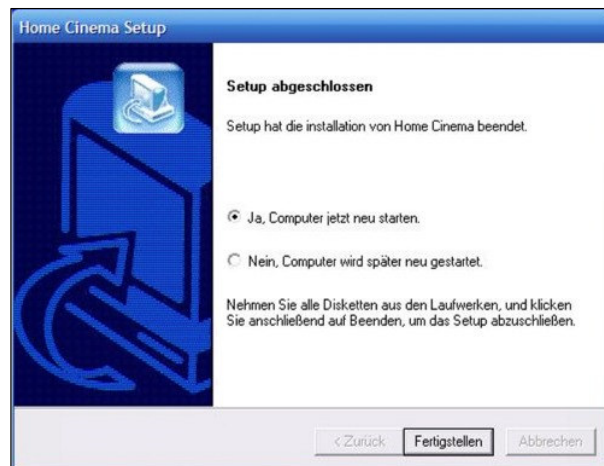 Home Cinema Setup
Setup abgeschlossen
Setup hat die installation von Home Cinema beendet.
Ja, Computer jetzt neu starten.
Nein, Computer wird später neu gestartet.
Nehmen Sie alle Disketten aus den Laufwerken, und klicken
Sie anschließend auf Beenden, um das Setup abzuschließen.
< Zurück Fertigstellen Abbrechen